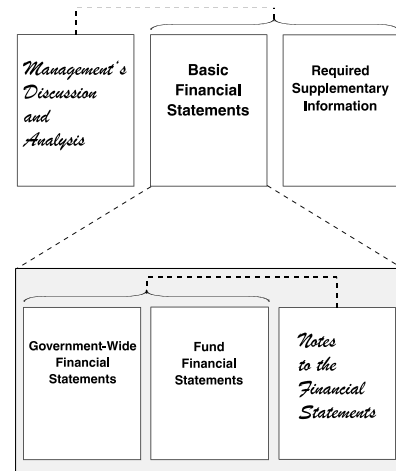 Management's
Discussion
and
Analysis
Basic
Financial
Statements
Required
Supplementary
Information
Government-Wide
Financial
Statements
Fund
Financial
Statements
Notes
to the
Financial
Statements